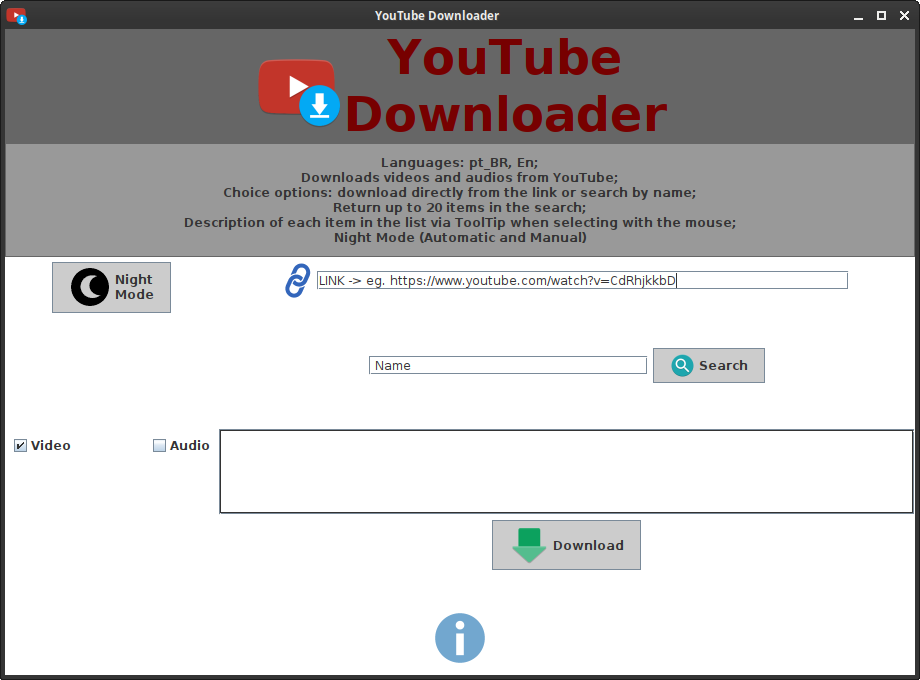 YouTube Downloader
YouTube
Downloader
Languages: pt_BR, En;
Downloads videos and audios from YouTube;
Choice options: download directly from the link or search by name;
Return up to 20 items in the search;
Description of each item in the list via ToolTip when selecting with the mouse;
Night Mode (Automatic and Manual)
Night
Mode
LINK -> eg. https://www.youtube.com/watch?v=CdRhjkkbD
Name
Search
Video
Audio
Download